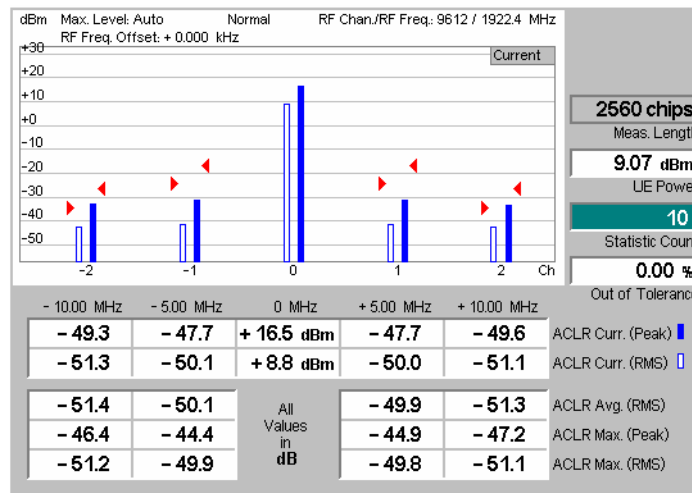 dBm Max. Level: Auto Normal RF Chan./RF Freq.: 9612 / 1922.4 MHz
RF Freq. Offset: + 0.000 kHz
+30
Current
+20
+10
+0
-10
-20
-30
-40
-50
-2 -1 0 1 2 Ch
2560 chips
Meas. Lengt
9.07 dBm
UE Powe
10
Statistic Coun
0.00 %
Out of Toleranc
- 10.00 MHz - 5.00 MHz 0 MHz + 5.00 MHz + 10.00 MHz
- 49.3 - 47.7 + 16.5 dBm - 47.7 - 49.6 ACLR Curr. (Peak)
- 51.3 - 50.1 + 8.8 dBm - 50.0 - 51.1 ACLR Curr. (RMS)
- 51.4 - 50.1 - 49.9 - 51.3 ACLR Avg. (RMS)
- 46.4 - 44.4 - 44.9 - 47.2 ACLR Max. (Peak)
- 51.2 - 49.9 - 49.8 - 51.1 ACLR Max. (RMS)
All
Values
in
dB